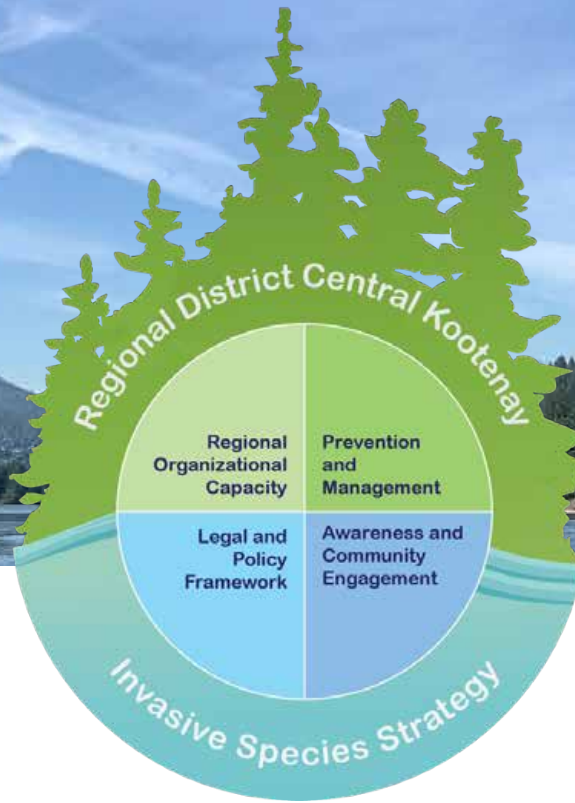 Regional District Central Kootenay
Regional
Organizational
Capacity
Prevention
and
Management
Legal and
Policy
Framework
Awareness and
Community
Engagement
Invasive Species Strategy